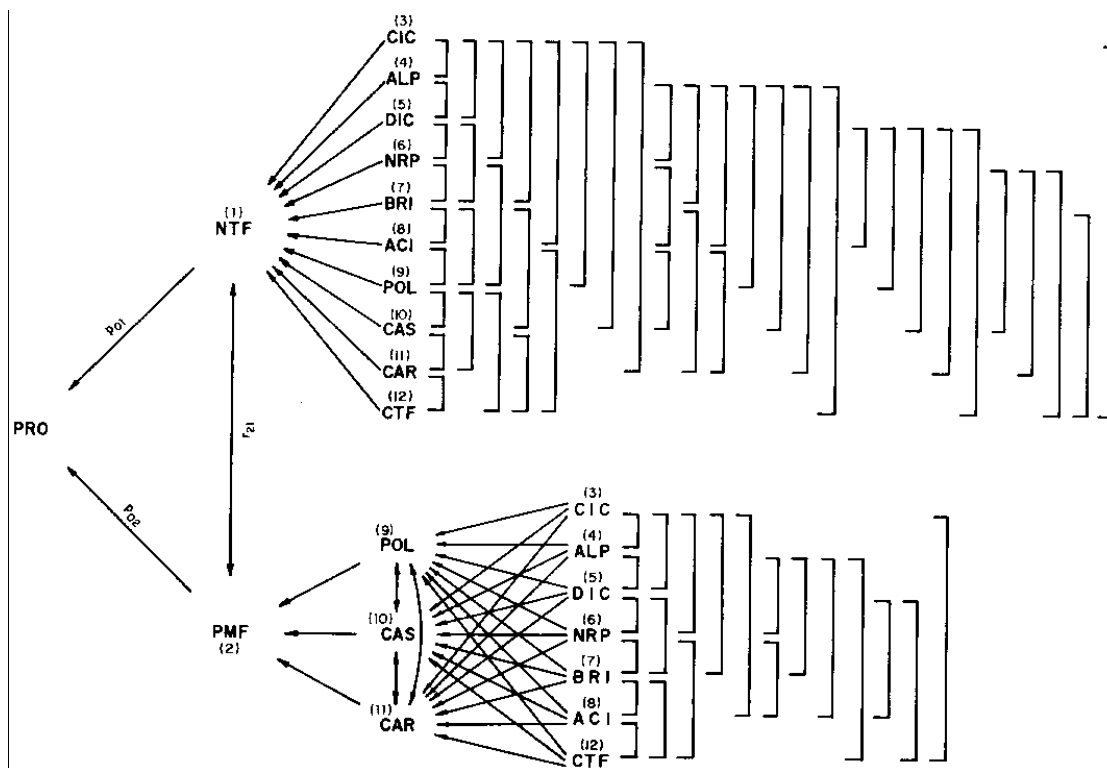 (3)
CIC
(4)
ALP
(5)
DIC
(6)
NRP
(7)
BRI
(1)
NTF
(8)
ACI
(9)
POL
(10)
CAS
(11)
CAR
(12)
CTF
P01
r21
PRO
P02
(3)
CIC
(9)
POL
(4)
ALP
(5)
DIC
(10)
CAS
(6)
NRP
PMF
(2)
(7)
BRI
(11)
CAR
(8)
ACI
(12)
CTF